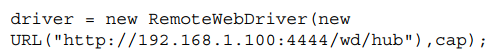 driver = new RemoteWebDriver(new
URL("http://192.168.1.100:4444/wd/hub"),cap);